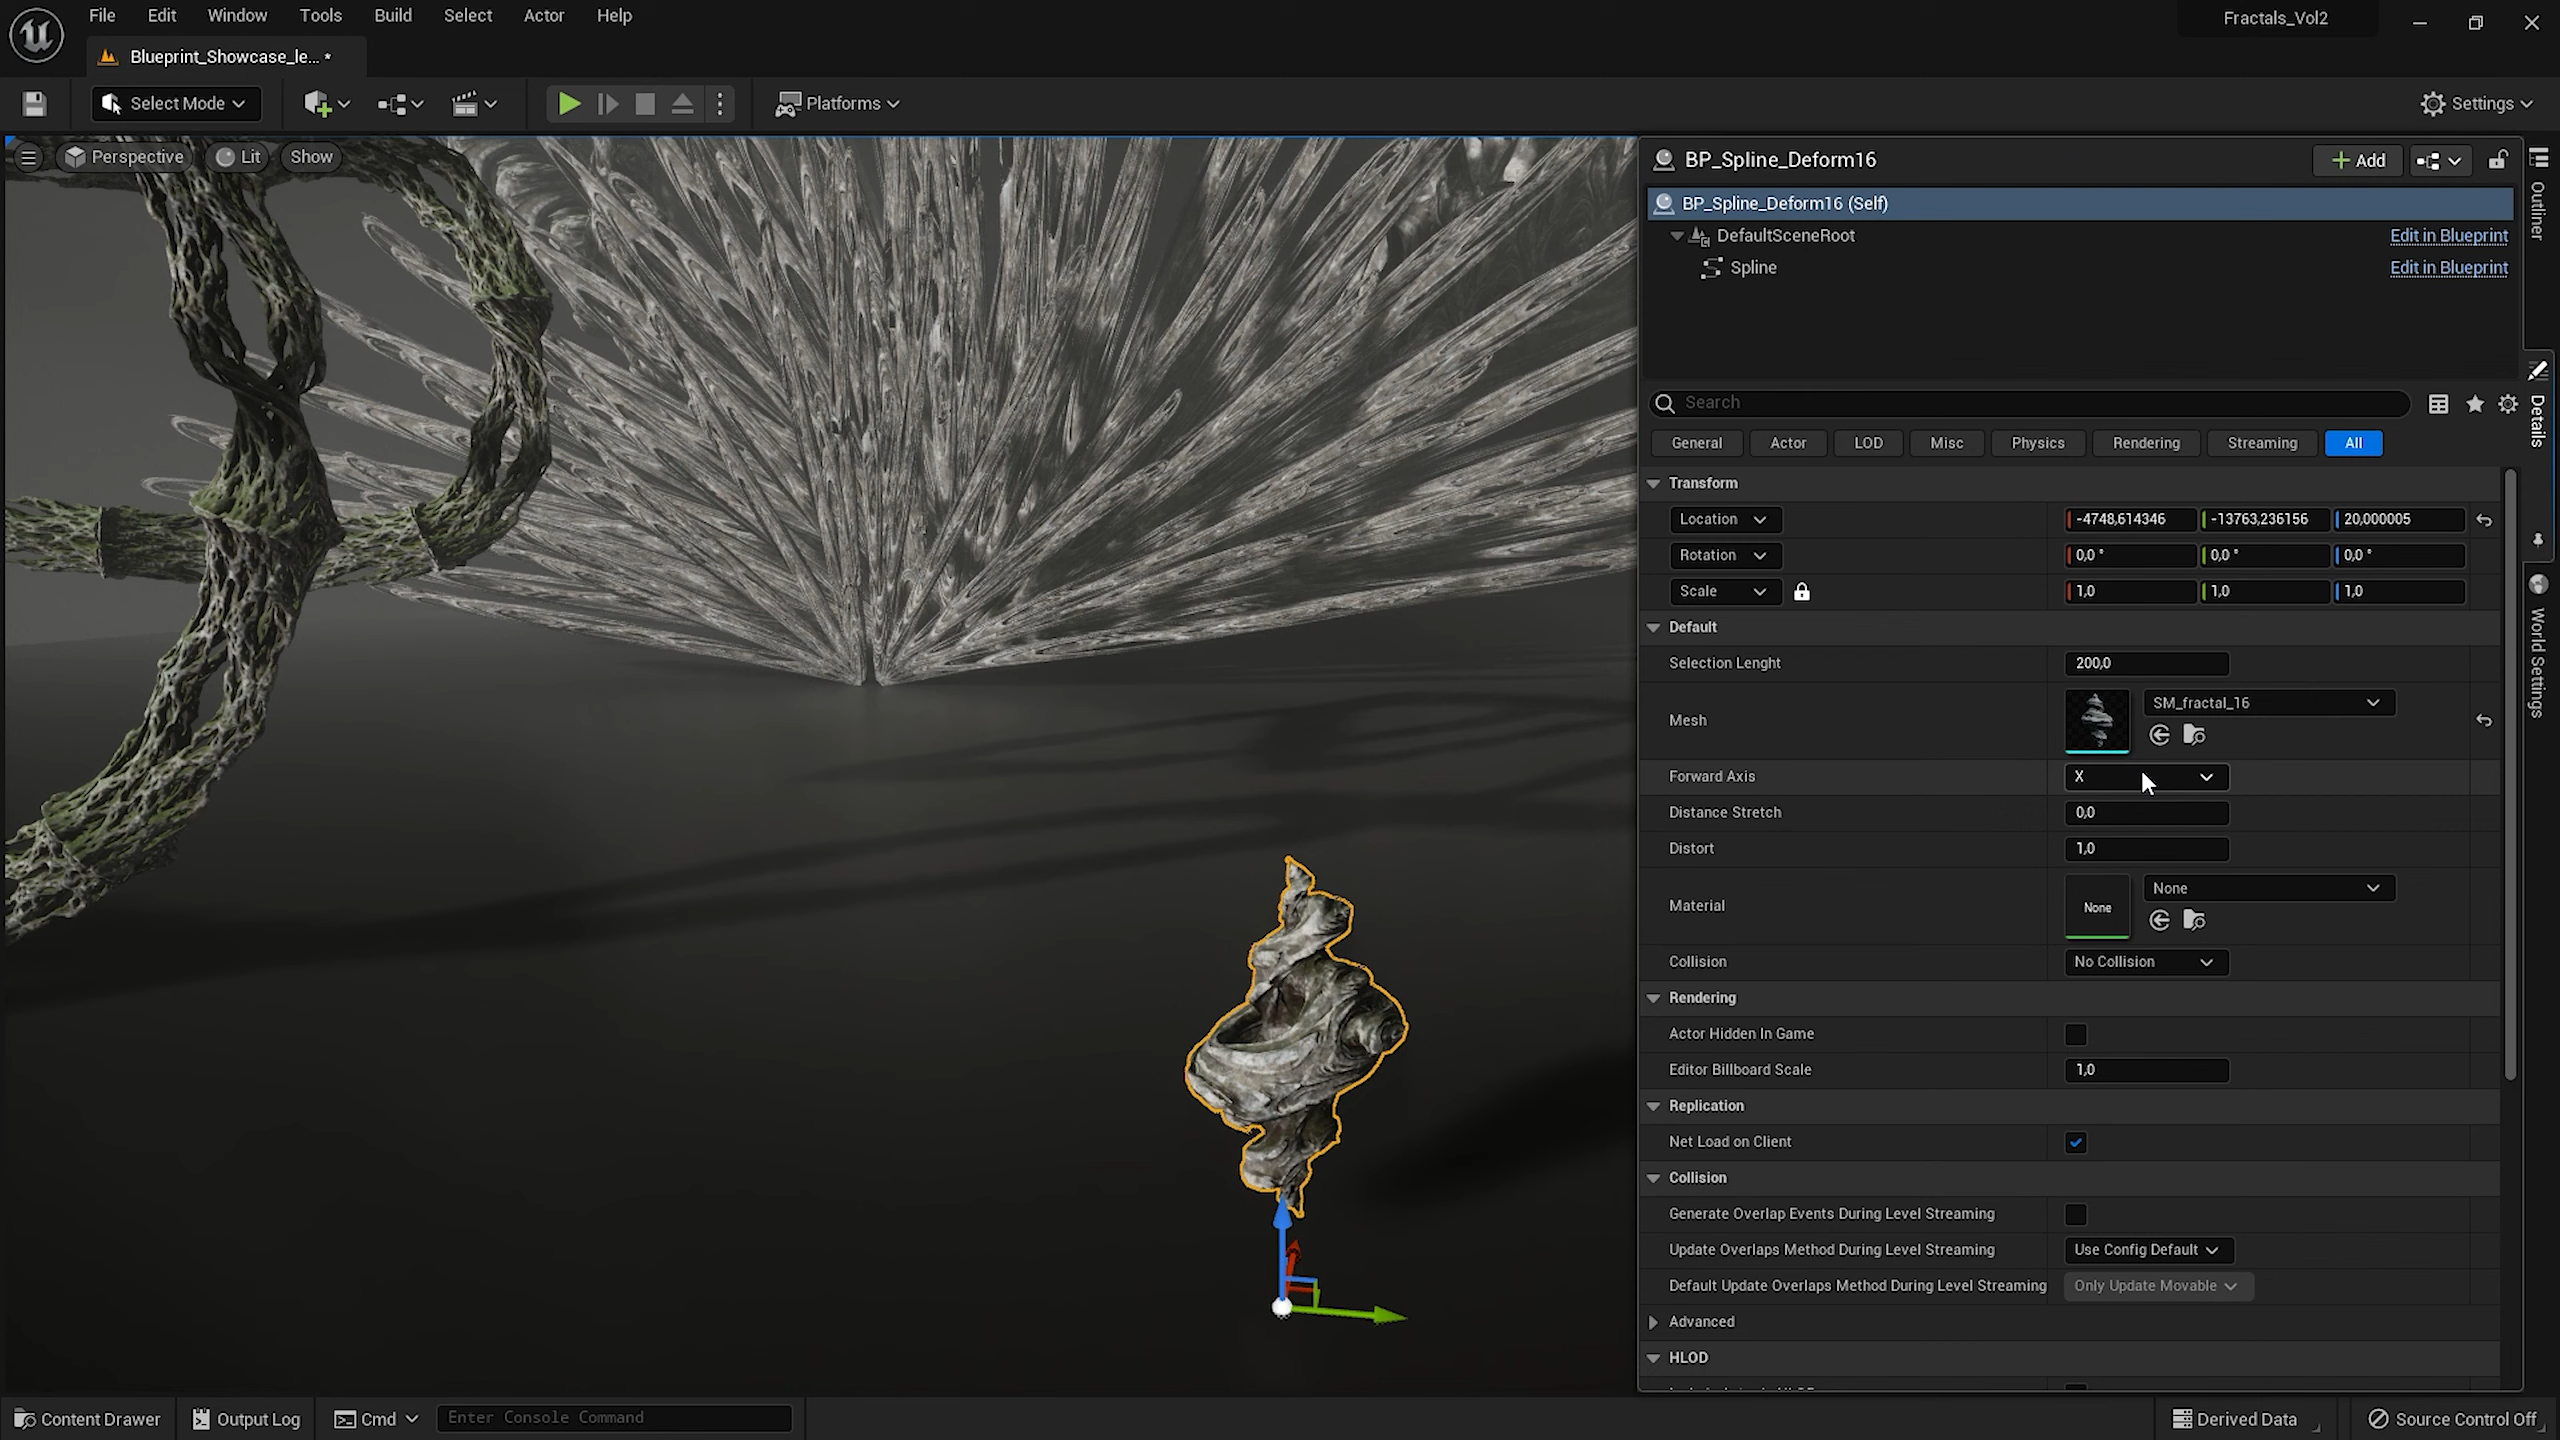 File Edit Window Tools Build Select Actor Help
Fractals_Vol2
Blueprint_Showcase_le... •
Select Mode
Platforms
Settings
Perspective Lit Show
BP_Spline_Deform16
Add
BP_Spline_Deform16 (Self)
DefaultSceneRoot Edit in Blueprint
Spline Edit in Blueprint
Outliner
Details
World Settings
Search
General Actor LOD Misc Physics Rendering Streaming All
Transform
Location -4748,614346 -13763,236156 20,000005
Rotation 0,0 ° 0,0 ° 0,0 °
Scale 1,0 1,0 1,0
Default
Selection Lenght 200,0
Mesh SM_fractal_16
Forward Axis X
Distance Stretch 0,0
Distort 1,0
Material None None
Collision No Collision
Rendering
Actor Hidden In Game
Editor Billboard Scale 1,0
Replication
Net Load on Client
Collision
Generate Overlap Events During Level Streaming
Update Overlaps Method During Level Streaming Use Config Default
Default Update Overlaps Method During Level Streaming Only Update Movable
Advanced
HLOD
Content Drawer Output Log Cmd Enter Console Command Derived Data Source Control Off